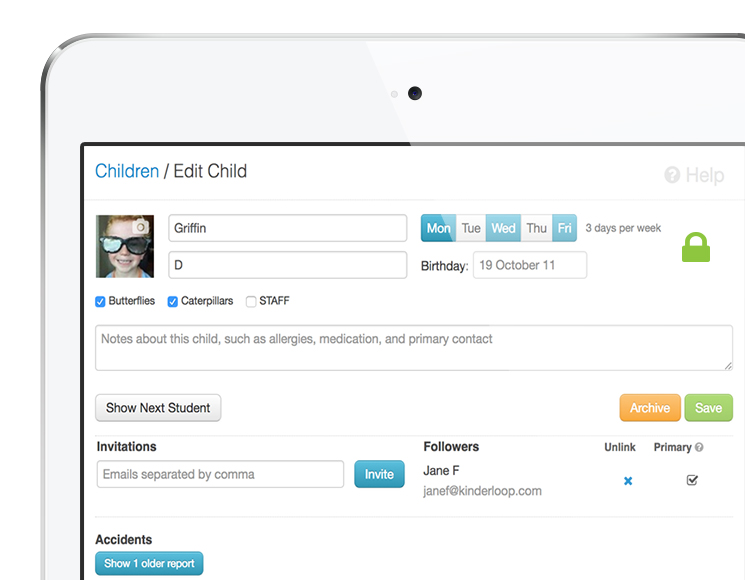 Children / Edit Child
Help
Griffin
Mon Tue Wed Thu Fri 3 days per week
D
Birthday: 19 October 11
Butterflies Caterpillars STAFF
Notes about this child, such as allergies, medication, and primary contact
Show Next Student
Archive Save
Invitations Followers Unlink Primary ?
Emails separated by comma Invite Jane F
janef@kinderloop.com
Accidents
Show 1 older report